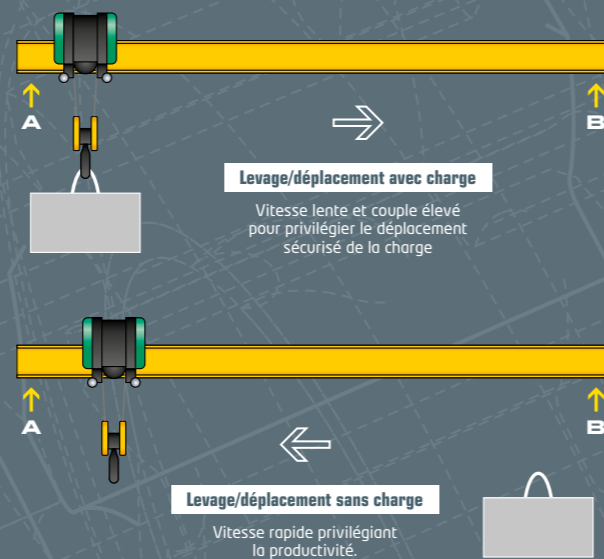 A
B
Levage/déplacement avec charge
Vitesse lente et couple élevé
pour privilégier le déplacement
sécurisé de la charge
A
B
Levage/déplacement sans charge
Vitesse rapide privilégiant
la productivité.